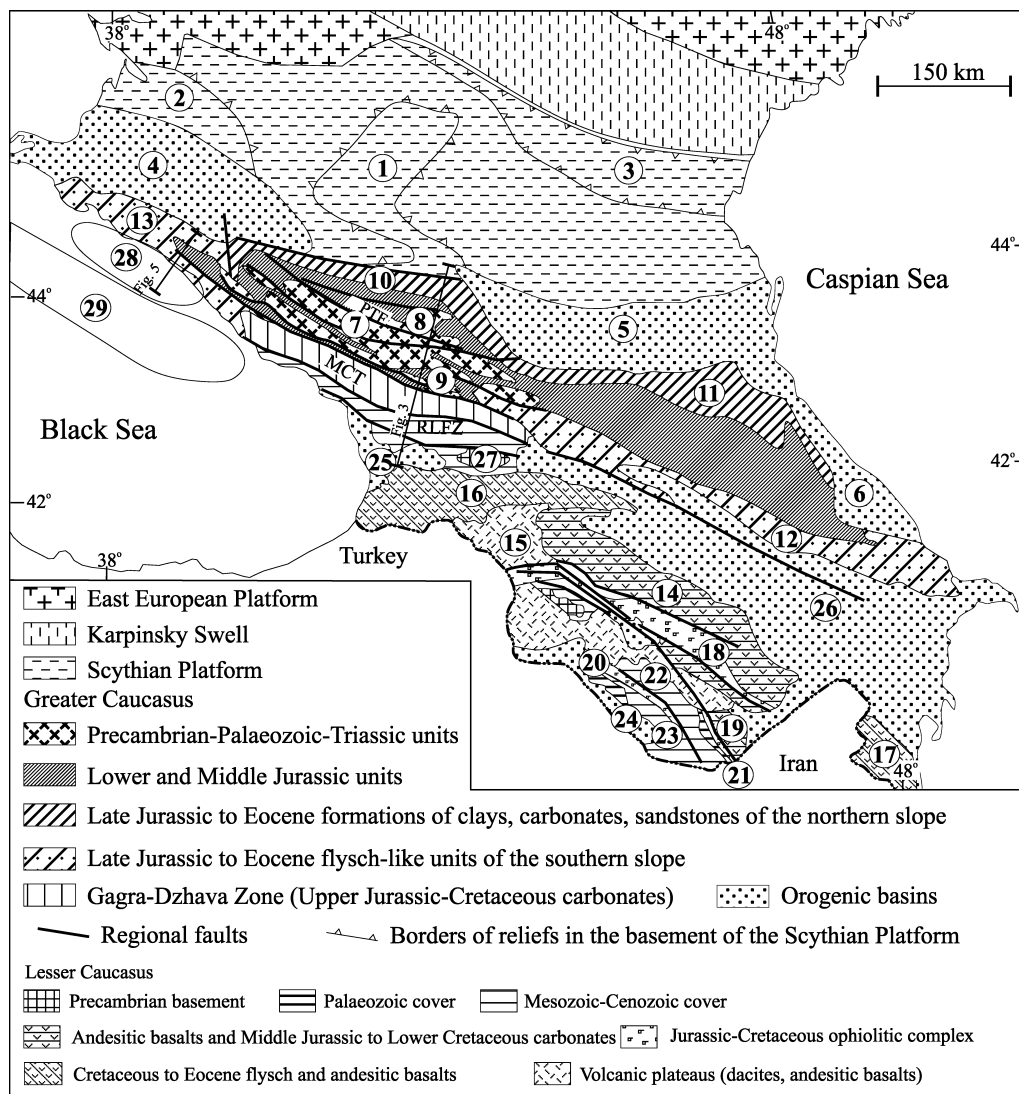 38°
48°
150 km
2
1
3
4
13
44°
28
Fig. 5
10
Caspian Sea
29
44°
PTF
7
8
5
MCT
9
11
Black Sea
Fig. 3
RLFZ
25
27
42°
6
16
42°
12
15
Turkey
38°
14
26
18
20
22
24
23
19
17
21
Iran
48°
East European Platform
Karpinsky Swell
Scythian Platform
Greater Caucasus
Precambrian-Palaeozoic-Triassic units
Lower and Middle Jurassic units
Late Jurassic to Eocene formations of clays, carbonates, sandstones of the northern slope
Late Jurassic to Eocene flysch-like units of the southern slope
Gagra-Dzhava Zone (Upper Jurassic-Cretaceous carbonates) Orogenic basins
Regional faults Borders of reliefs in the basement of the Scythian Platform
Lesser Caucasus
Precambrian basement Palaeozoic cover Mesozoic-Cenozoic cover
Andesitic basalts and Middle Jurassic to Lower Cretaceous carbonates Jurassic-Cretaceous ophiolitic complex
Cretaceous to Eocene flysch and andesitic basalts Volcanic plateaus (dacites, andesitic basalts)